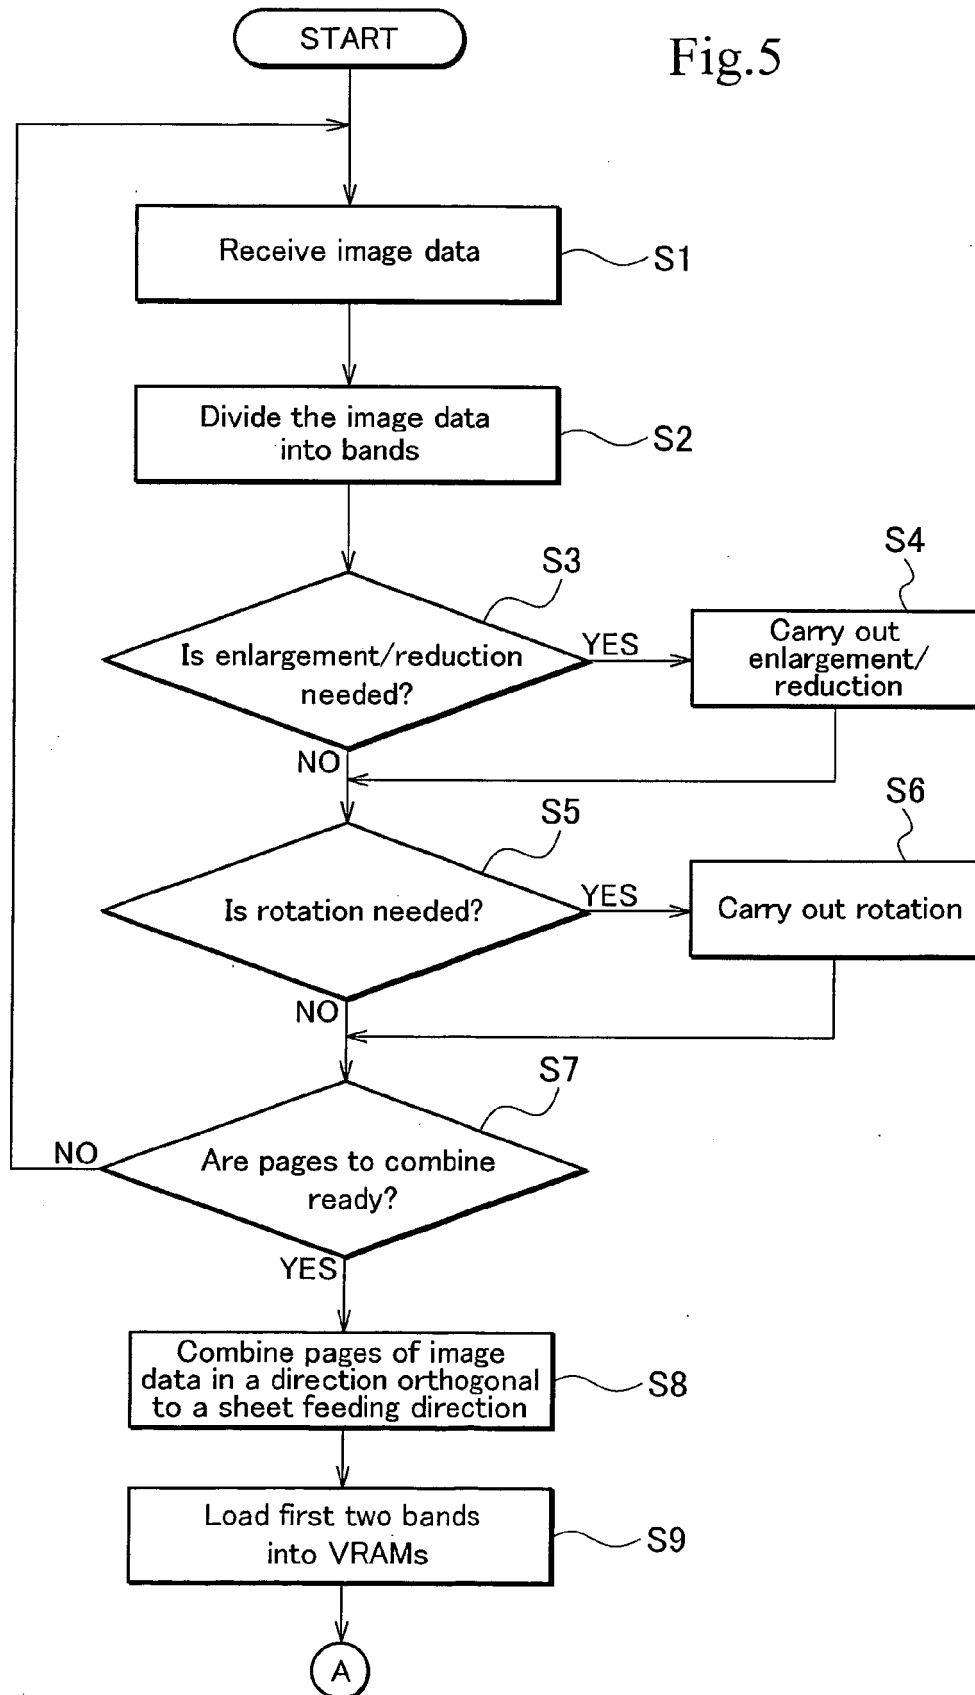 START
Fig.5
Receive image data
S1
Divide the image data
into bands
S2
S3
S4
Is enlargement/reduction
needed?
YES
Carry out
enlargement/
reduction
NO
S5
S6
Is rotation needed?
YES
Carry out rotation
NO
S7
NO
Are pages to combine
ready?
YES
Combine pages of image
data in a direction orthogonal
to a sheet feeding direction
S8
Load first two bands
into VRAMs
S9
A